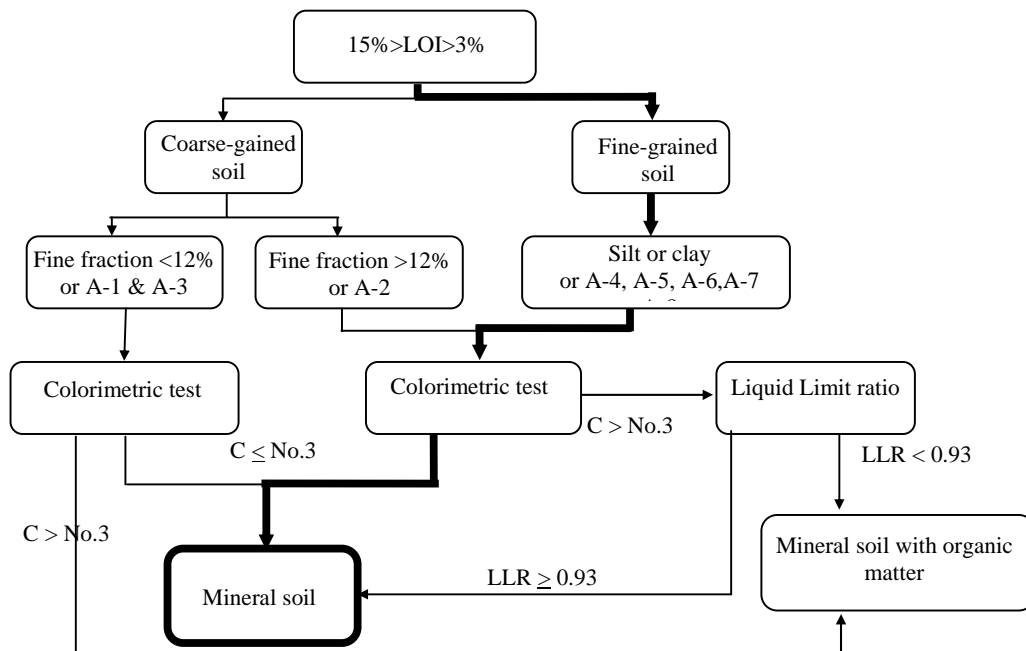 15%>LOI>3%
Coarse-gained
soil
Fine-grained
soil
Fine fraction <12%
or A-1 & A-3
Fine fraction >12%
or A-2
Silt or clay
or A-4, A-5, A-6,A-7
Colorimetric test
Colorimetric test
Liquid Limit ratio
C > No.3
C ≤ No.3
LLR < 0.93
C > No.3
Mineral soil with organic
matter
LLR ≥ 0.93
Mineral soil